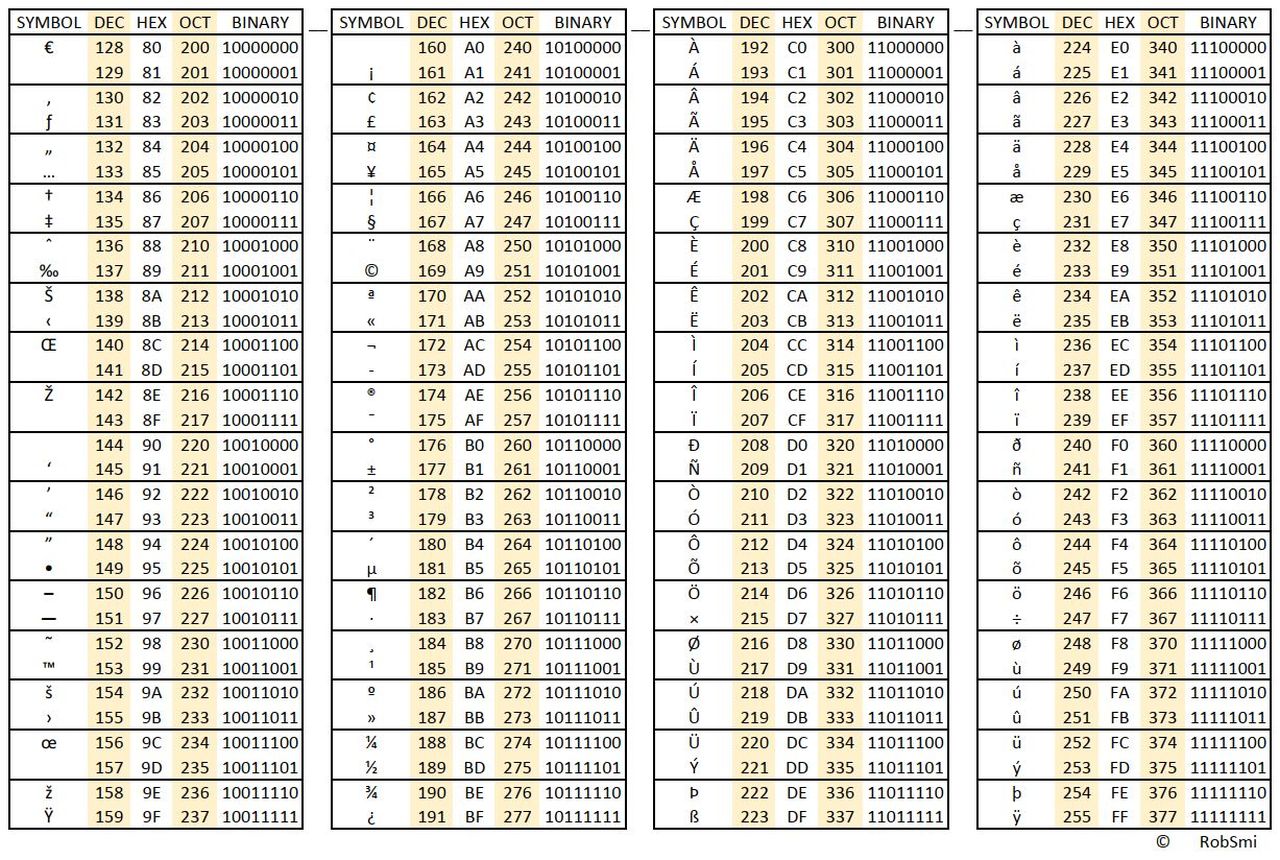 SYMBOL DEC HEX OCT BINARY — SYMBOL DEC HEX OCT BINARY — SYMBOL DEC HEX OCT BINARY — SYMBOL DEC HEX OCT BINARY
€ 128 80 200 10000000 160 A0 240 10100000 À 192 C0 300 11000000 à 224 E0 340 11100000
129 81 201 10000001 ¡ 161 A1 241 10100001 Á 193 C1 301 11000001 á 225 E1 341 11100001
‚ 130 82 202 10000010 ¢ 162 A2 242 10100010 Â 194 C2 302 11000010 â 226 E2 342 11100010
ƒ 131 83 203 10000011 £ 163 A3 243 10100011 Ã 195 C3 303 11000011 ã 227 E3 343 11100011
„ 132 84 204 10000100 ¤ 164 A4 244 10100100 Ä 196 C4 304 11000100 ä 228 E4 344 11100100
… 133 85 205 10000101 ¥ 165 A5 245 10100101 Å 197 C5 305 11000101 å 229 E5 345 11100101
† 134 86 206 10000110 ¦ 166 A6 246 10100110 Æ 198 C6 306 11000110 æ 230 E6 346 11100110
‡ 135 87 207 10000111 § 167 A7 247 10100111 Ç 199 C7 307 11000111 ç 231 E7 347 11100111
ˆ 136 88 210 10001000 ¨ 168 A8 250 10101000 È 200 C8 310 11001000 è 232 E8 350 11101000
‰ 137 89 211 10001001 © 169 A9 251 10101001 É 201 C9 311 11001001 é 233 E9 351 11101001
Š 138 8A 212 10001010 ª 170 AA 252 10101010 Ê 202 CA 312 11001010 ê 234 EA 352 11101010
‹ 139 8B 213 10001011 « 171 AB 253 10101011 Ë 203 CB 313 11001011 ë 235 EB 353 11101011
Œ 140 8C 214 10001100 ¬ 172 AC 254 10101100 Ì 204 CC 314 11001100 ì 236 EC 354 11101100
141 8D 215 10001101 - 173 AD 255 10101101 Í 205 CD 315 11001101 í 237 ED 355 11101101
Ž 142 8E 216 10001110 ® 174 AE 256 10101110 Î 206 CE 316 11001110 î 238 EE 356 11101110
143 8F 217 10001111 ¯ 175 AF 257 10101111 Ï 207 CF 317 11001111 ï 239 EF 357 11101111
144 90 220 10010000 ° 176 B0 260 10110000 Ð 208 D0 320 11010000 ð 240 F0 360 11110000
‘ 145 91 221 10010001 ± 177 B1 261 10110001 Ñ 209 D1 321 11010001 ñ 241 F1 361 11110001
’ 146 92 222 10010010 ² 178 B2 262 10110010 Ò 210 D2 322 11010010 ò 242 F2 362 11110010
“ 147 93 223 10010011 ³ 179 B3 263 10110011 Ó 211 D3 323 11010011 ó 243 F3 363 11110011
” 148 94 224 10010100 ´ 180 B4 264 10110100 Ô 212 D4 324 11010100 ô 244 F4 364 11110100
• 149 95 225 10010101 µ 181 B5 265 10110101 Õ 213 D5 325 11010101 õ 245 F5 365 11110101
– 150 96 226 10010110 ¶ 182 B6 266 10110110 Ö 214 D6 326 11010110 ö 246 F6 366 11110110
— 151 97 227 10010111 · 183 B7 267 10110111 × 215 D7 327 11010111 ÷ 247 F7 367 11110111
˜ 152 98 230 10011000 ¸ 184 B8 270 10111000 Ø 216 D8 330 11011000 ø 248 F8 370 11111000
™ 153 99 231 10011001 ¹ 185 B9 271 10111001 Ù 217 D9 331 11011001 ù 249 F9 371 11111001
š 154 9A 232 10011010 º 186 BA 272 10111010 Ú 218 DA 332 11011010 ú 250 FA 372 11111010
› 155 9B 233 10011011 » 187 BB 273 10111011 Û 219 DB 333 11011011 û 251 FB 373 11111011
œ 156 9C 234 10011100 ¼ 188 BC 274 10111100 Ü 220 DC 334 11011100 ü 252 FC 374 11111100
157 9D 235 10011101 ½ 189 BD 275 10111101 Ý 221 DD 335 11011101 ý 253 FD 375 11111101
ž 158 9E 236 10011110 ¾ 190 BE 276 10111110 Þ 222 DE 336 11011110 þ 254 FE 376 11111110
Ÿ 159 9F 237 10011111 ¿ 191 BF 277 10111111 ß 223 DF 337 11011111 ÿ 255 FF 377 11111111
© RobSmi